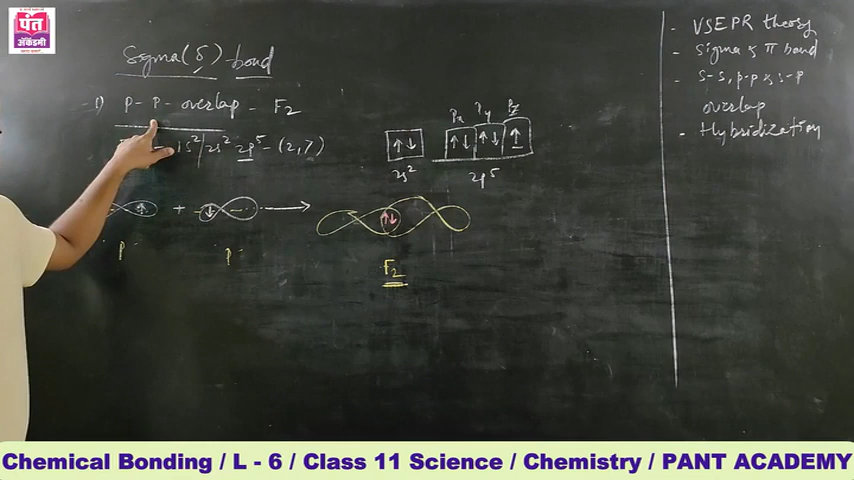 पंत
अ‍ॅकॅडमी
Sigma (δ) bond
1) P - P - overlap - F2
1s²/2s² 2p⁵ - (2,7)
Px Py Pz
↑↓ ↑↓ ↑↓ ↑
2s² 2p⁵
↑ + ↓ → ↑↓
P P
F2
- VSEPR theory
- Sigma & π bond
- s-s, p-p & s-p
overlap
- Hybridization
Chemical Bonding / L - 6 / Class 11 Science / Chemistry / PANT ACADEMY